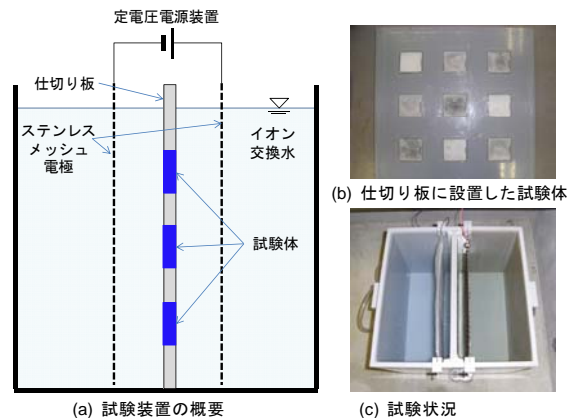 定電圧電源装置
仕切り板
ステンレス
メッシュ
電極
イオン
交換水
試験体
(a) 試験装置の概要
(b) 仕切り板に設置した試験体
(c) 試験状況